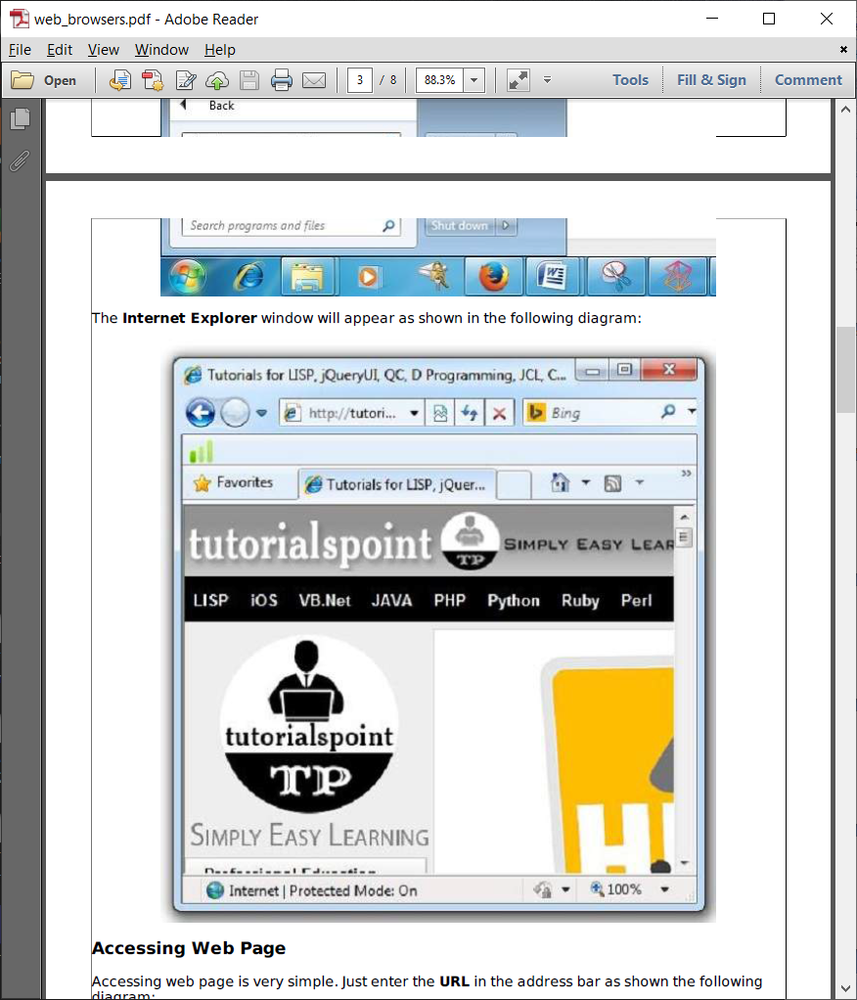 web_browsers.pdf - Adobe Reader
File Edit View Window Help
Open 3 / 8 88.3% Tools Fill & Sign Comment
Back
Search programs and files Shut down
The Internet Explorer window will appear as shown in the following diagram:
Tutorials for LISP, jQueryUI, QC, D Programming, JCL, C...
http://tutori... Bing
Favorites Tutorials for LISP, jQuer...
tutorialspoint TP SIMPLY EASY LEAR
LISP iOS VB.Net JAVA PHP Python Ruby Perl
tutorialspoint
TP
SIMPLY EASY LEARNING
Professional Education
Internet | Protected Mode: On 100%
Accessing Web Page
Accessing web page is very simple. Just enter the URL in the address bar as shown the following
diagram: